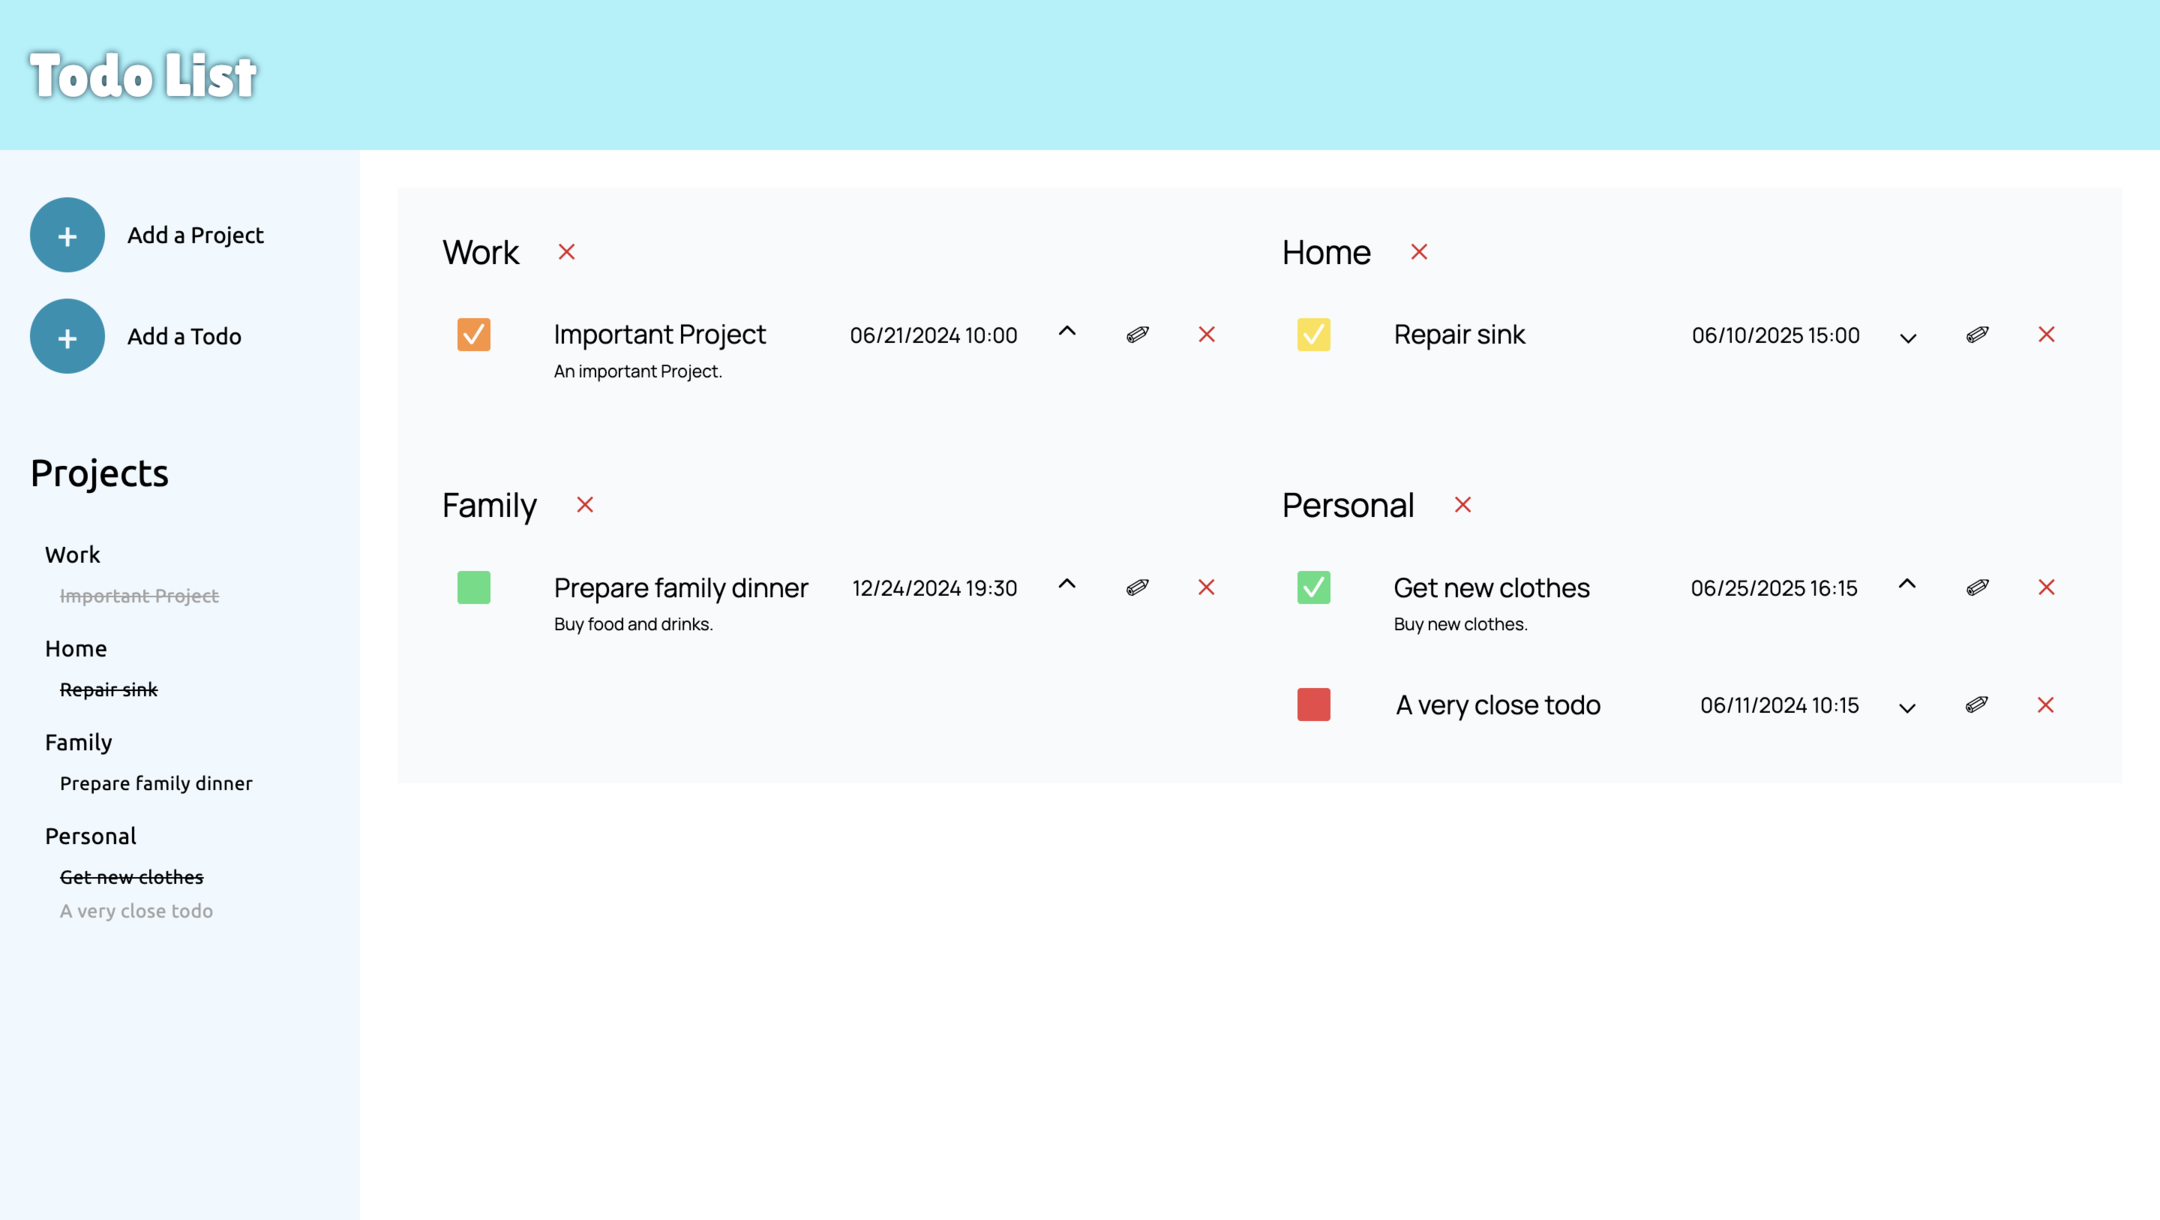 Todo List
+ Add a Project
+ Add a Todo
Projects
Work
Important Project
Home
Repair sink
Family
Prepare family dinner
Personal
Get new clothes
A very close todo
Work
Important Project 06/21/2024 10:00
An important Project.
Home
Repair sink 06/10/2025 15:00
Family
Prepare family dinner 12/24/2024 19:30
Buy food and drinks.
Personal
Get new clothes 06/25/2025 16:15
Buy new clothes.
A very close todo 06/11/2024 10:15